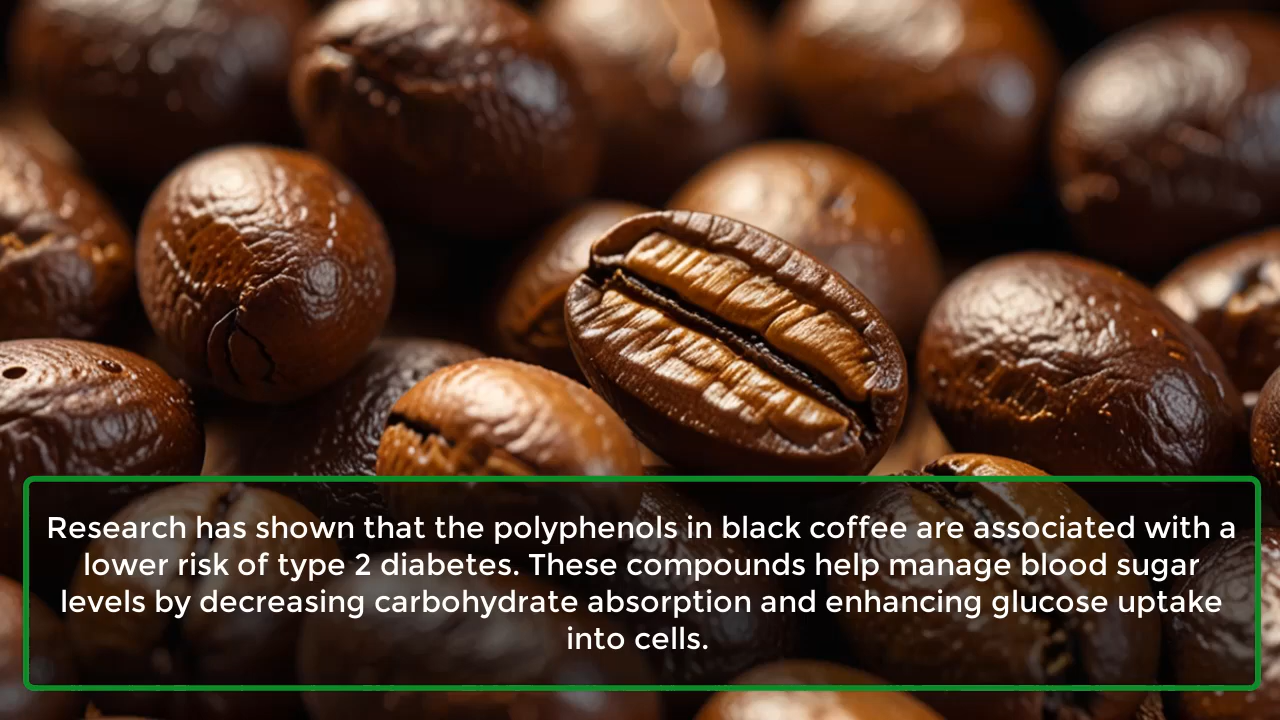 Research has shown that the polyphenols in black coffee are associated with a
lower risk of type 2 diabetes. These compounds help manage blood sugar
levels by decreasing carbohydrate absorption and enhancing glucose uptake
into cells.